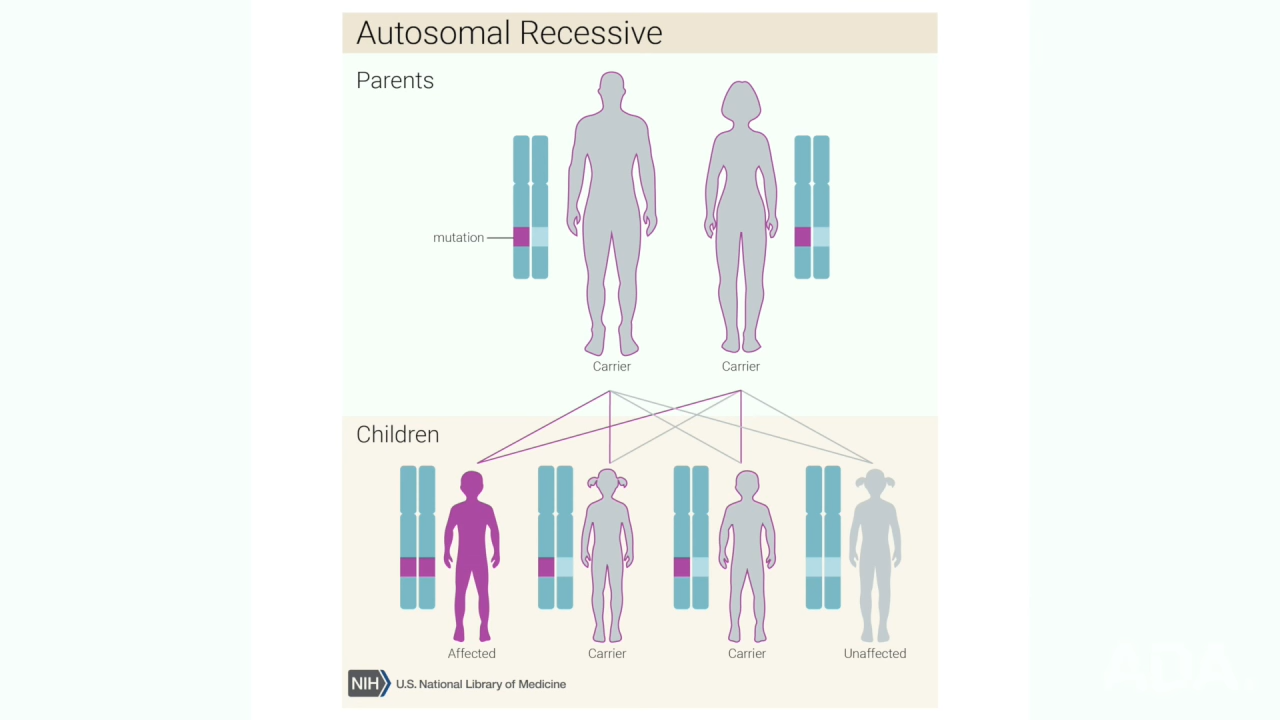 Autosomal Recessive
Parents
mutation
Carrier
Carrier
Children
Affected
Carrier
Carrier
Unaffected
NIH
U.S. National Library of Medicine